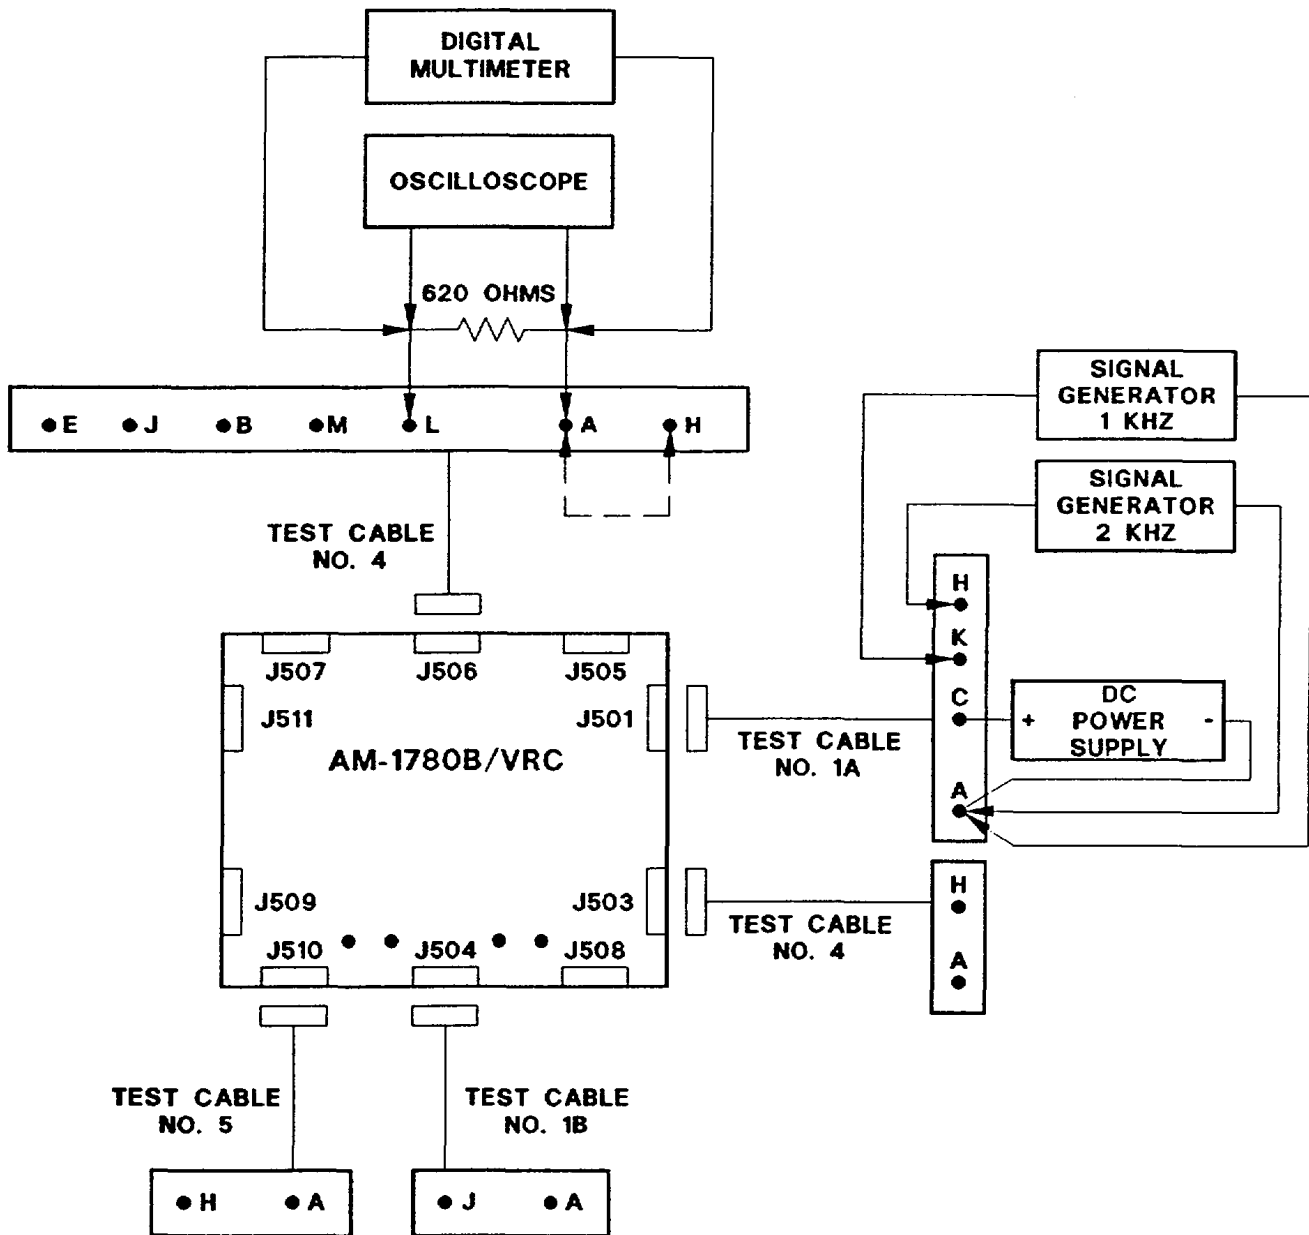 DIGITAL
MULTIMETER
OSCILLOSCOPE
620 OHMS
E J B M L A H
TEST CABLE
NO. 4
SIGNAL
GENERATOR
1 KHZ
SIGNAL
GENERATOR
2 KHZ
H
K
C
A
+ DC -
POWER
SUPPLY
J507 J506 J505
J511 J501
AM-1780B/VRC
TEST CABLE
NO. 1A
J509 J503
J510 J504 J508
TEST CABLE
NO. 4
H
A
TEST CABLE
NO. 5
TEST CABLE
NO. 1B
H A
J A